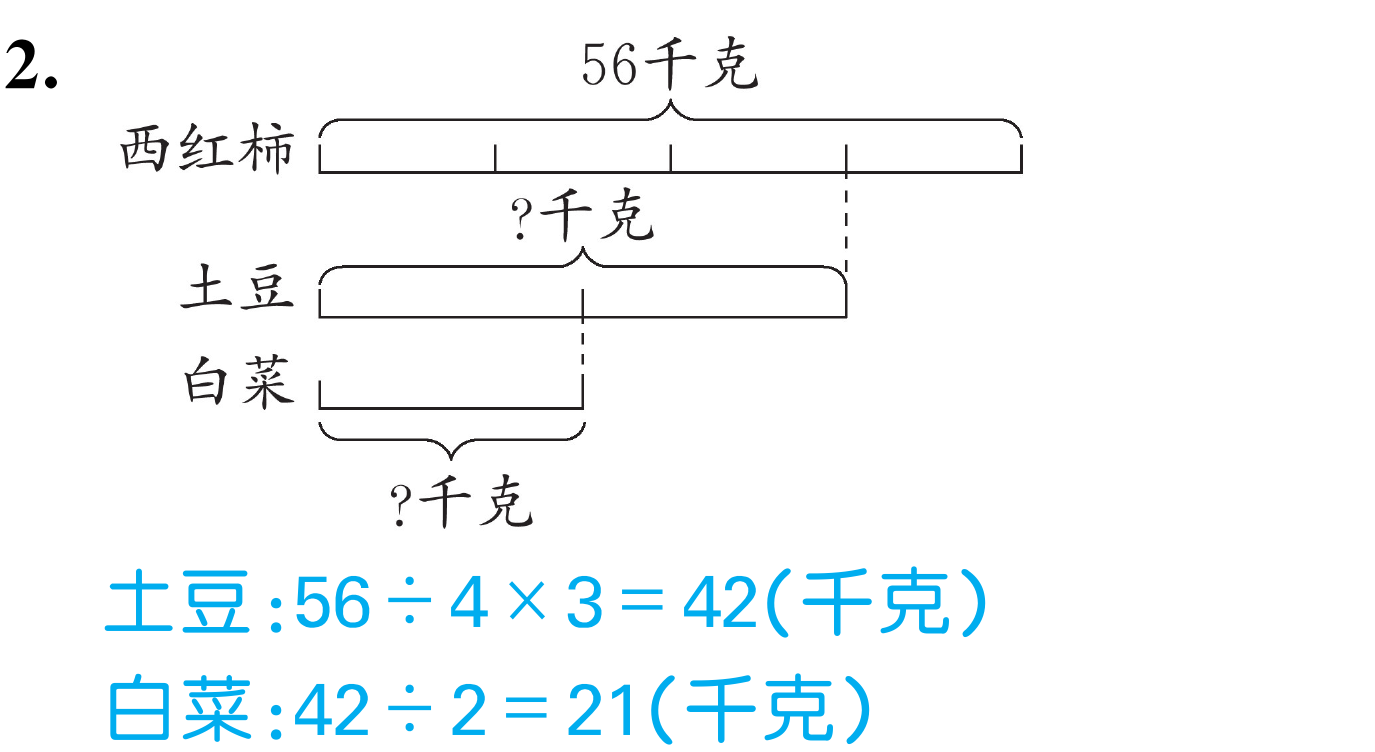 2.
56千克
西红柿
?千克
土豆
白菜
?千克
土豆:56÷4×3=42(千克)
白菜:42÷2=21(千克)